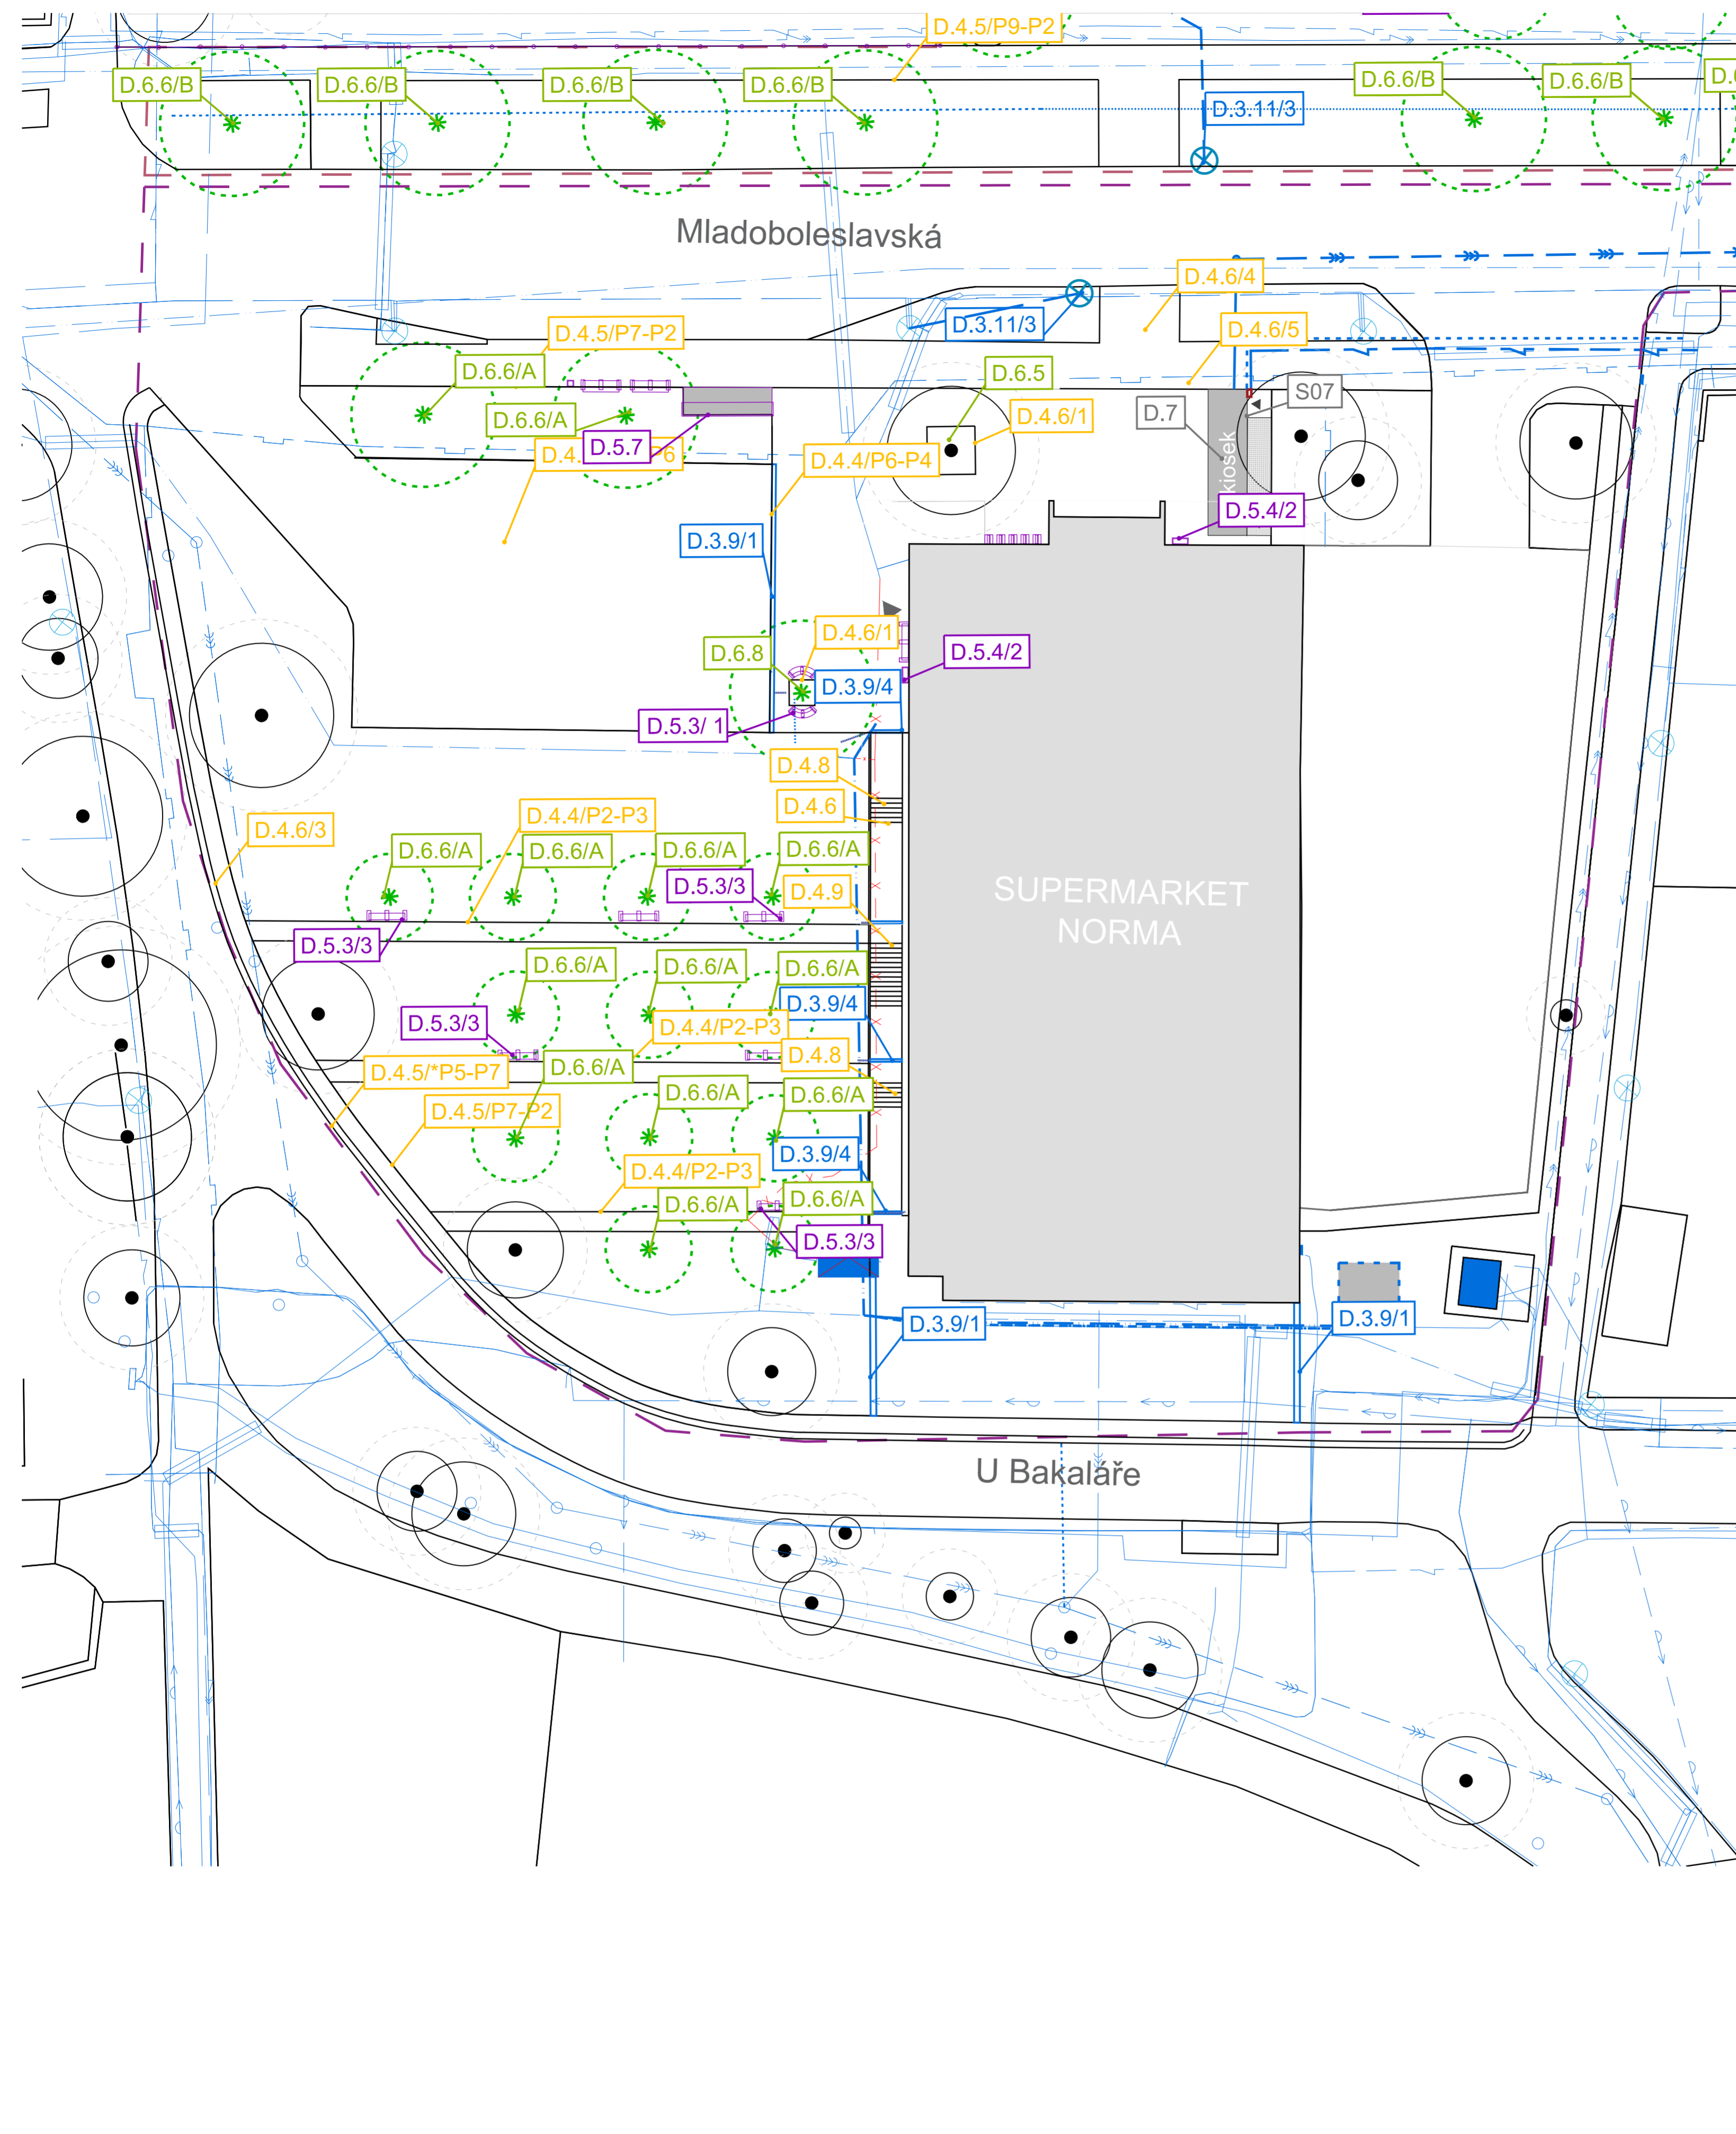 D.4.5/P9-P2
D.6.6/B
D.6.6/B
D.6.6/B
D.6.6/B
D.6.6/B
D.6.6/B
D.3.11/3
Mladoboleslavská
D.4.6/4
D.3.11/3
D.4.5/P7-P2
D.4.6/5
D.6.6/A
D.6.5
S07
D.6.6/A
D.4.6/1
D.7
D.5.7
D.4.4/P6-P4
kiosek
D.5.4/2
D.3.9/1
D.4.6/1
D.6.8
D.5.4/2
D.3.9/4
D.5.3/ 1
D.4.8
D.4.6
D.4.6/3
D.4.4/P2-P3
D.6.6/A
D.6.6/A
D.6.6/A
D.6.6/A
D.5.3/3
D.4.9
SUPERMARKET
NORMA
D.5.3/3
D.6.6/A
D.6.6/A
D.6.6/A
D.3.9/4
D.5.3/3
D.4.4/P2-P3
D.4.8
D.4.5/*P5-P7
D.6.6/A
D.6.6/A
D.6.6/A
D.4.5/P7-P2
D.3.9/4
D.4.4/P2-P3
D.6.6/A
D.6.6/A
D.5.3/3
D.3.9/1
D.3.9/1
U Bakaláře